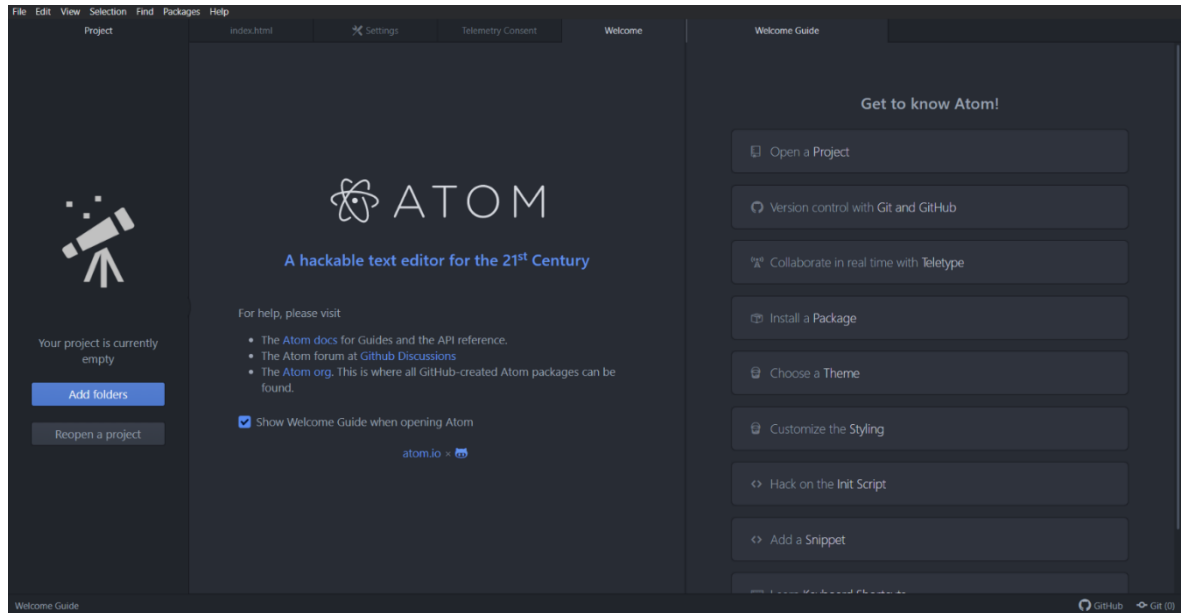 File Edit View Selection Find Packages Help
Project
index.html
Settings
Telemetry Consent
Welcome
Welcome Guide
Your project is currently
empty
Add folders
Reopen a project
ATOM
A hackable text editor for the 21st Century
For help, please visit
• The Atom docs for Guides and the API reference.
• The Atom forum at Github Discussions
• The Atom org. This is where all GitHub-created Atom packages can be
found.
Show Welcome Guide when opening Atom
atom.io ×
Get to know Atom!
Open a Project
Version control with Git and GitHub
Collaborate in real time with Teletype
Install a Package
Choose a Theme
Customize the Styling
Hack on the Init Script
Add a Snippet
Learn Keyboard Shortcuts
Welcome Guide
GitHub
Git (0)